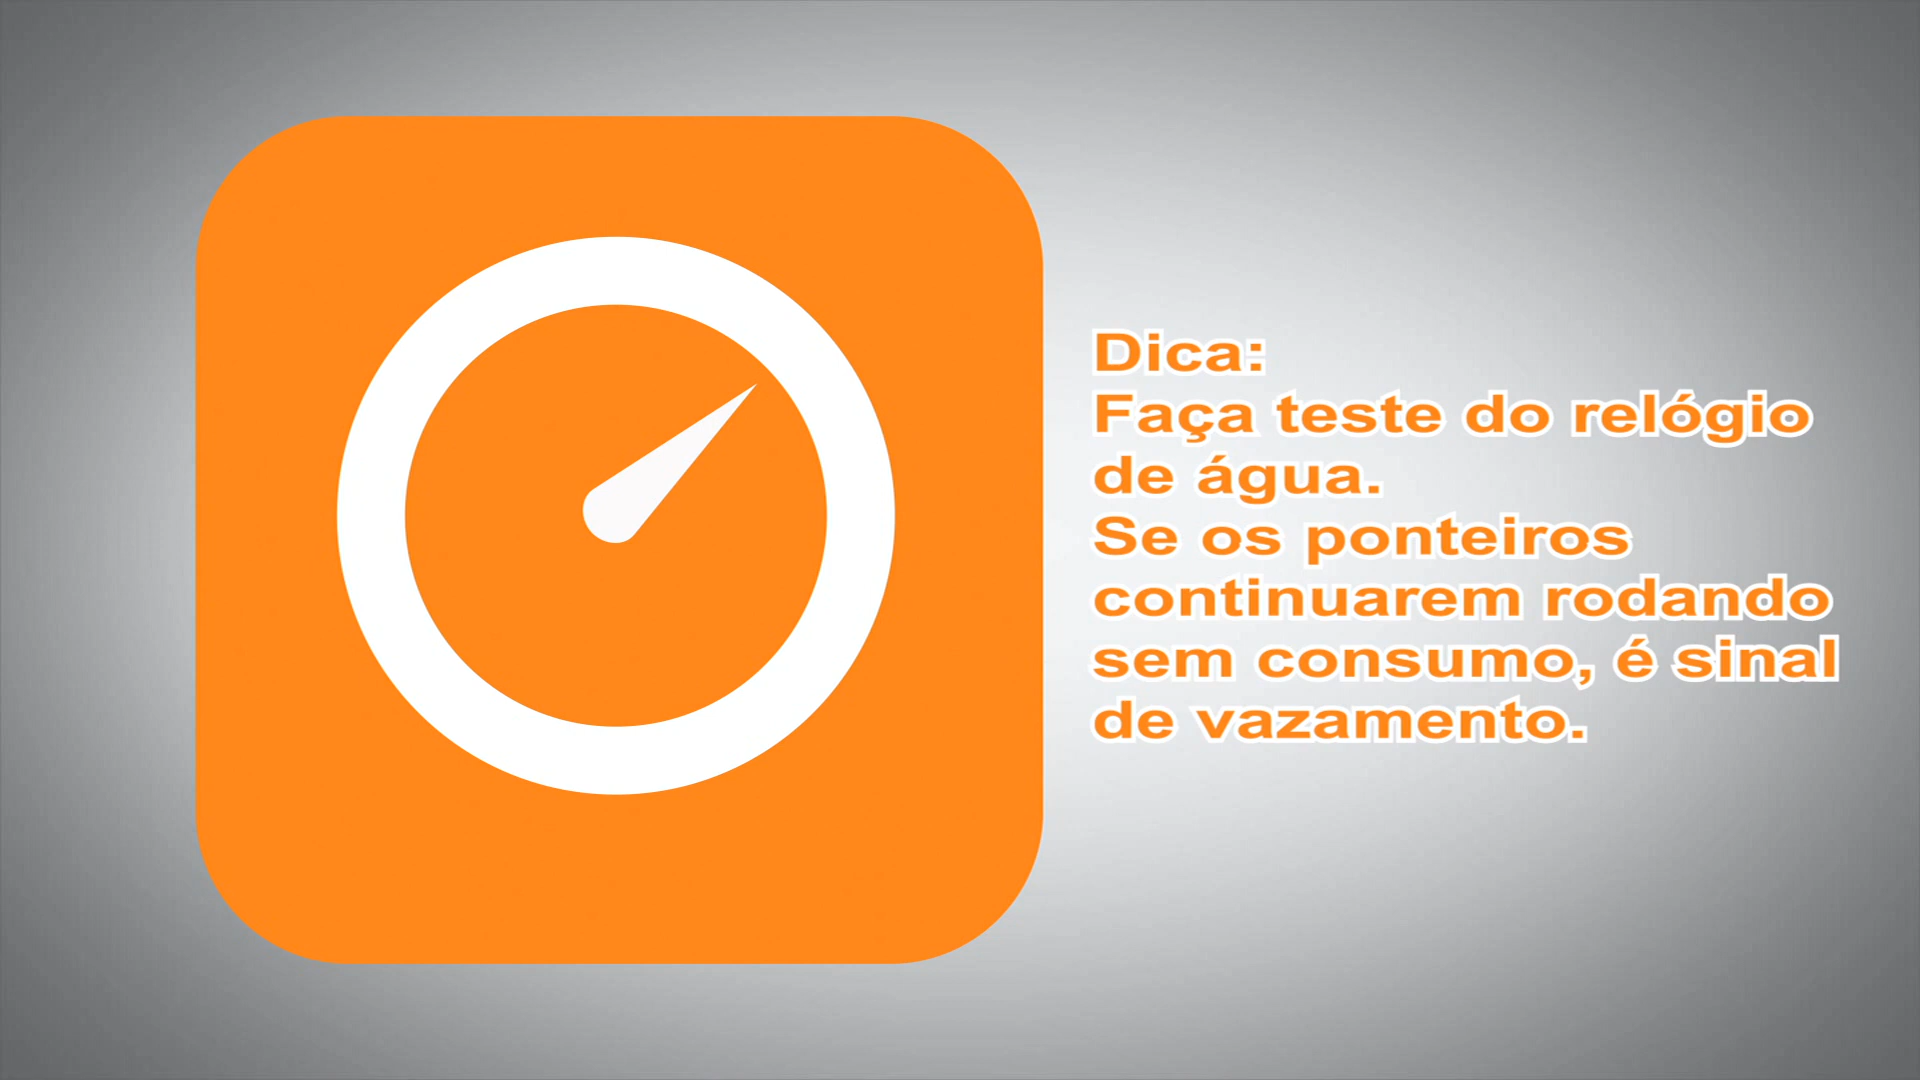 Dica:
Faça teste do relógio
de água.
Se os ponteiros
continuarem rodando
sem consumo, é sinal
de vazamento.